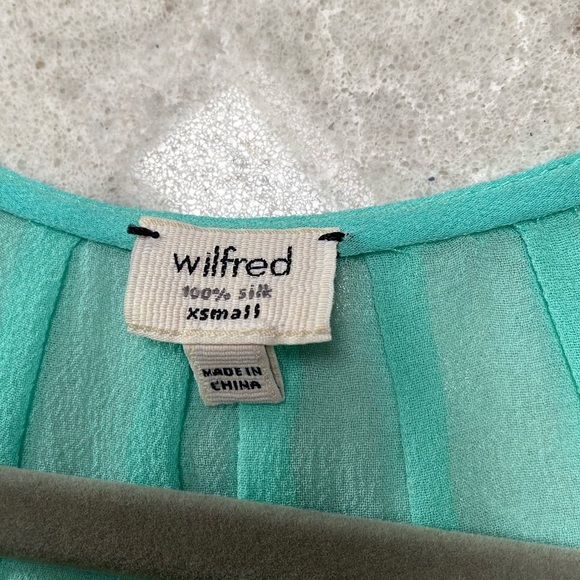 wilfred
100% silk
xsmall
MADE IN
CHINA